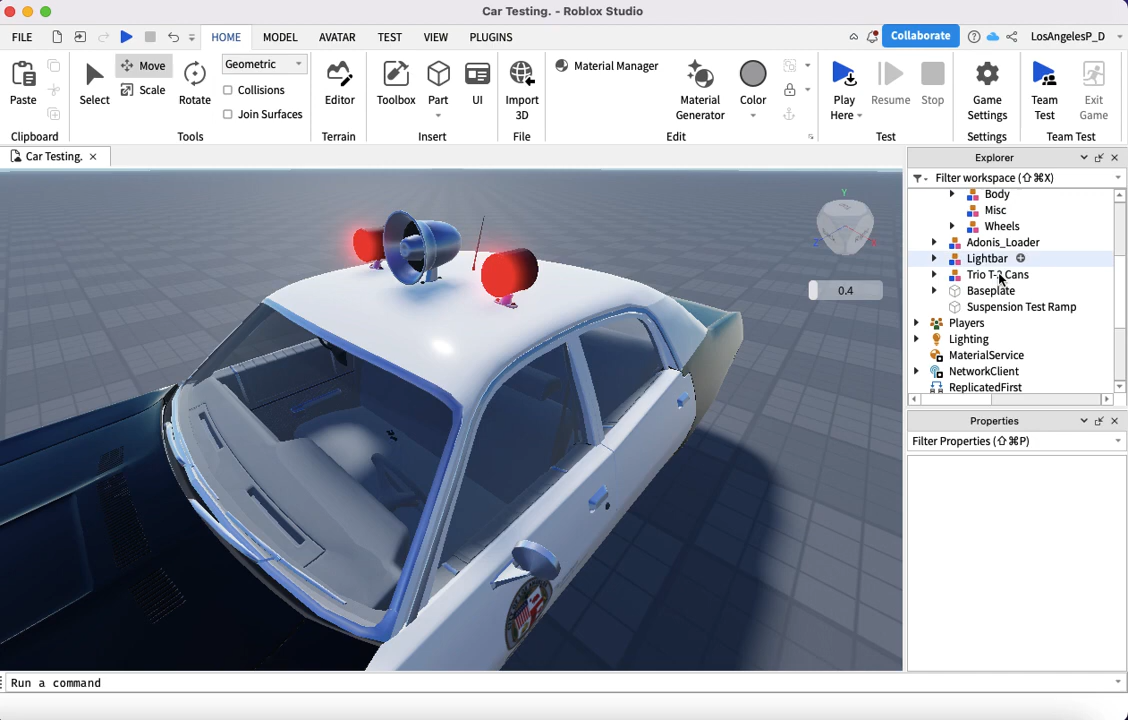 Car Testing. - Roblox Studio
FILE
HOME
MODEL
AVATAR
TEST
VIEW
PLUGINS
Collaborate
LosAngelesP_D
Paste
Select
Move
Scale
Rotate
Geometric
Collisions
Join Surfaces
Editor
Toolbox
Part
UI
Import
3D
Material Manager
Material
Generator
Color
Play
Here
Resume
Stop
Game
Settings
Team
Test
Exit
Game
Clipboard
Tools
Terrain
Insert
File
Edit
Test
Settings
Team Test
Car Testing.
Explorer
Filter workspace (⇧⌘X)
Body
Misc
Wheels
Adonis_Loader
Lightbar
Cans
Baseplate
Suspension Test Ramp
Players
Lighting
MaterialService
NetworkClient
ReplicatedFirst
Properties
Filter Properties (⇧⌘P)
Y
0.4
Run a command